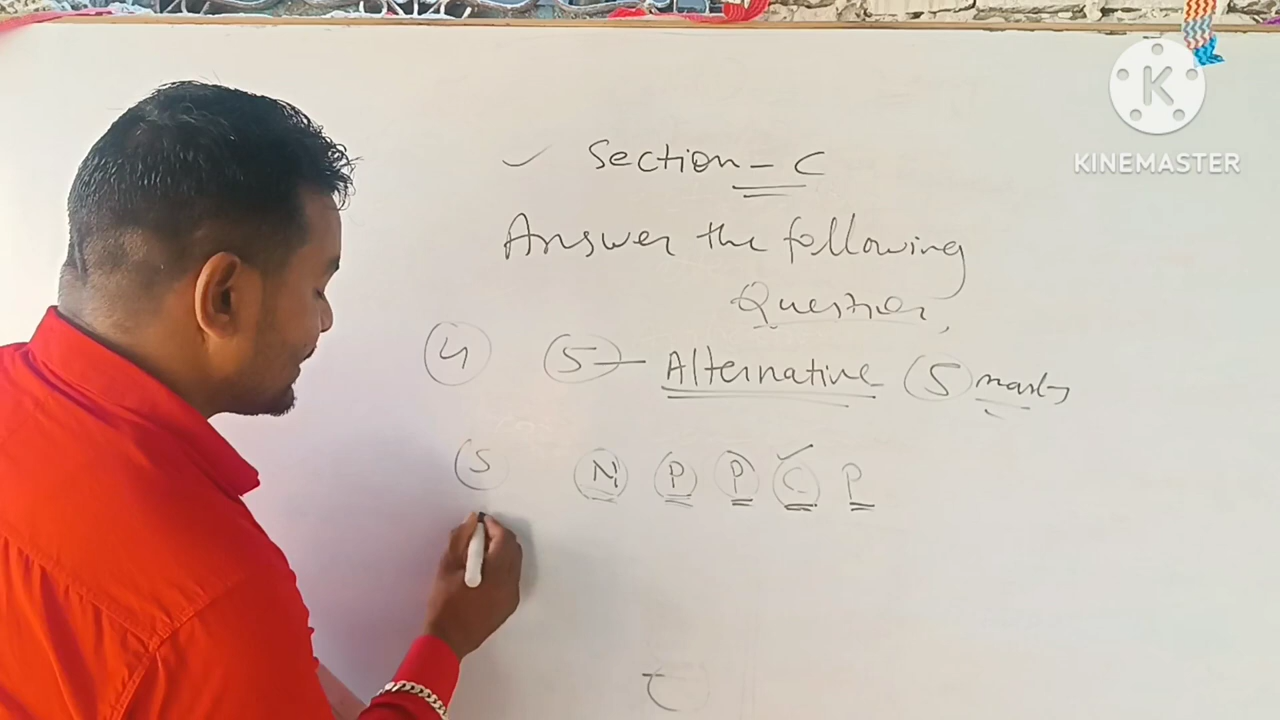 Section - C
Answer the following
Question,
4 5 - Alternative (5 marks
5 N P P C P
K
KINEMASTER